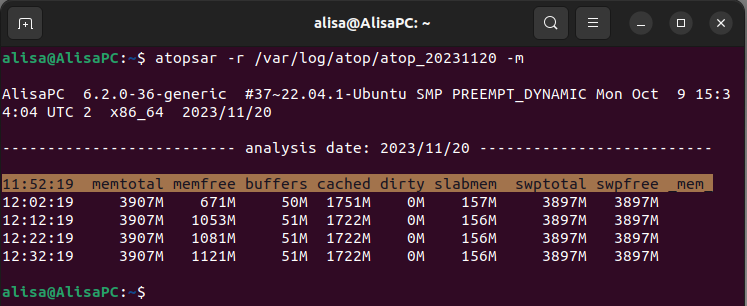 alisa@AlisaPC: ~
alisa@AlisaPC:~$ atopsar -r /var/log/atop/atop_20231120 -m
AlisaPC  6.2.0-36-generic  #37~22.04.1-Ubuntu SMP PREEMPT_DYNAMIC Mon Oct  9 15:3
4:04 UTC 2  x86_64  2023/11/20
-------------------------- analysis date: 2023/11/20 --------------------------
11:52:19  memtotal memfree buffers cached dirty slabmem  swptotal swpfree _mem_
12:02:19     3907M    671M     50M  1751M    0M    157M     3897M   3897M
12:12:19     3907M   1053M     51M  1722M    0M    156M     3897M   3897M
12:22:19     3907M   1081M     51M  1722M    0M    156M     3897M   3897M
12:32:19     3907M   1121M     51M  1722M    0M    156M     3897M   3897M
alisa@AlisaPC:~$